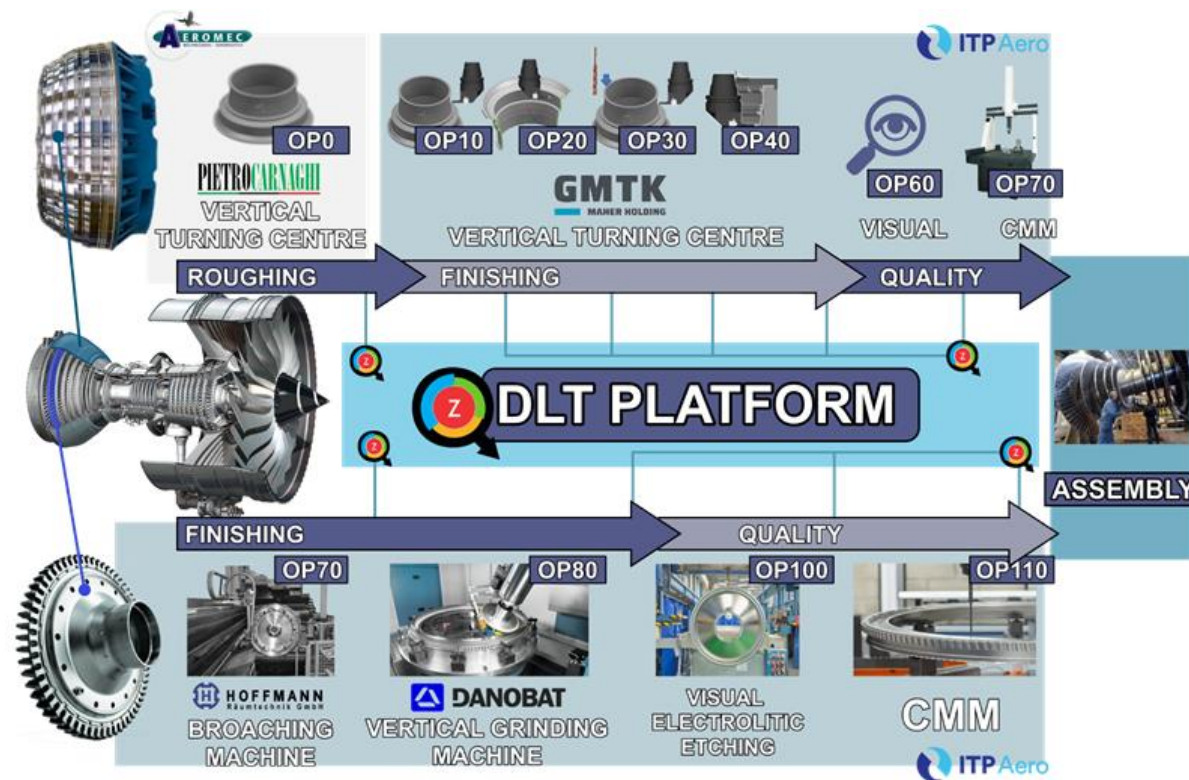 AEROMEC
ITP Aero
OP0
OP10
OP20
OP30
OP40
OP60
OP70
PIETRO CARNAGHI
VERTICAL
TURNING CENTRE
GMTK
MAHER HOLDING
VERTICAL TURNING CENTRE
VISUAL
CMM
ROUGHING
FINISHING
QUALITY
Z
Z
Z DLT PLATFORM
Z
Z
ASSEMBLY
FINISHING
QUALITY
OP70
OP80
OP100
OP110
HOFFMANN
Räumtechnik GmbH
BROACHING
MACHINE
DANOBAT
VERTICAL GRINDING
MACHINE
VISUAL
ELECTROLITIC
ETCHING
CMM
ITP Aero